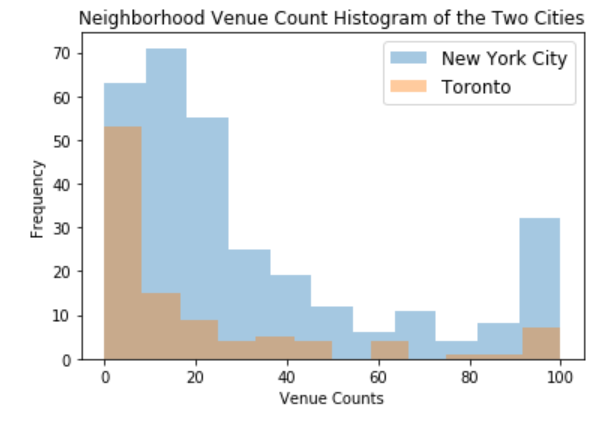 Neighborhood Venue Count Histogram of the Two Cities
New York City
Toronto
70
60
50
40
30
20
10
0
Frequency
0 20 40 60 80 100
Venue Counts